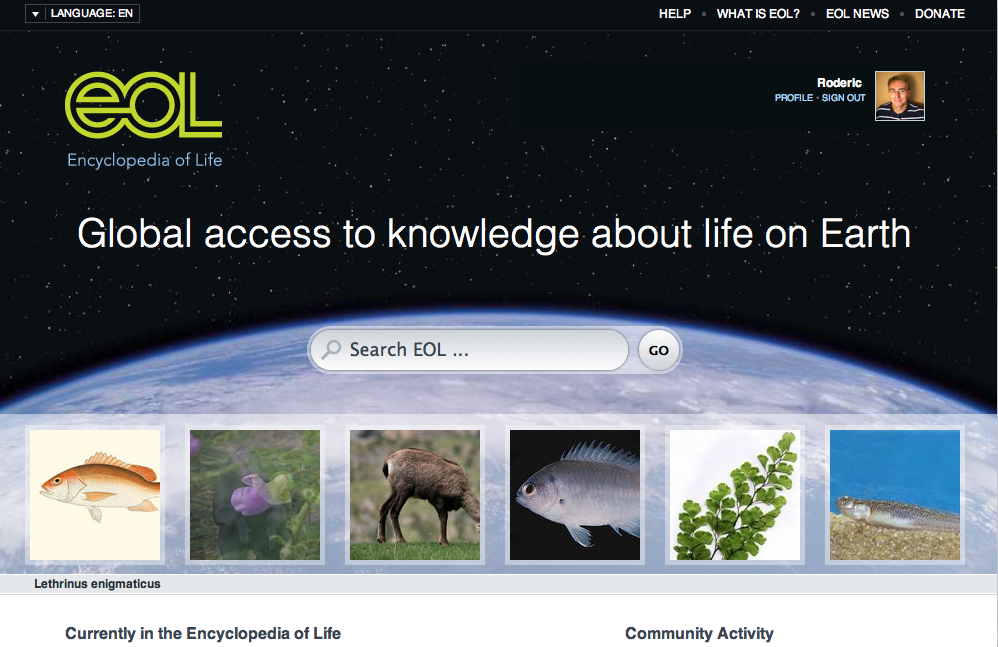 LANGUAGE: EN
HELP • WHAT IS EOL? • EOL NEWS • DONATE
eOL
Encyclopedia of Life
Roderic
PROFILE • SIGN OUT
Global access to knowledge about life on Earth
Search EOL ...
GO
Lethrinus enigmaticus
Currently in the Encyclopedia of Life
Community Activity